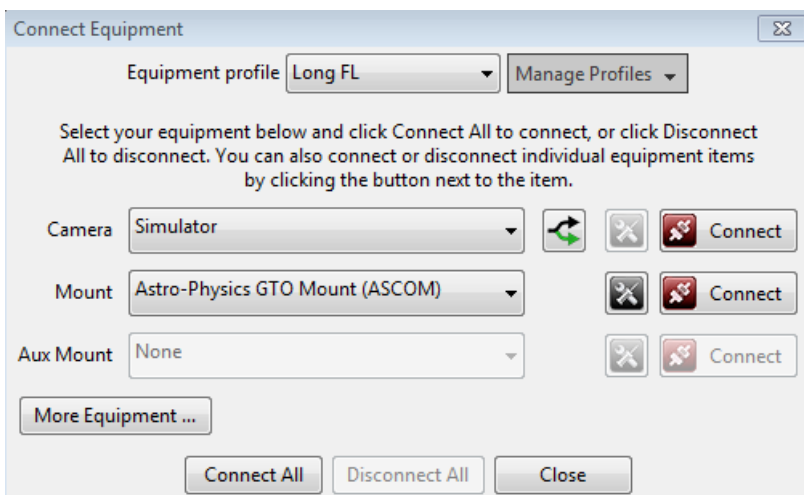 Connect Equipment
Equipment profile Long FL Manage Profiles
Select your equipment below and click Connect All to connect, or click Disconnect
All to disconnect. You can also connect or disconnect individual equipment items
by clicking the button next to the item.
Camera Simulator Connect
Mount Astro-Physics GTO Mount (ASCOM) Connect
Aux Mount None Connect
More Equipment ...
Connect All Disconnect All Close